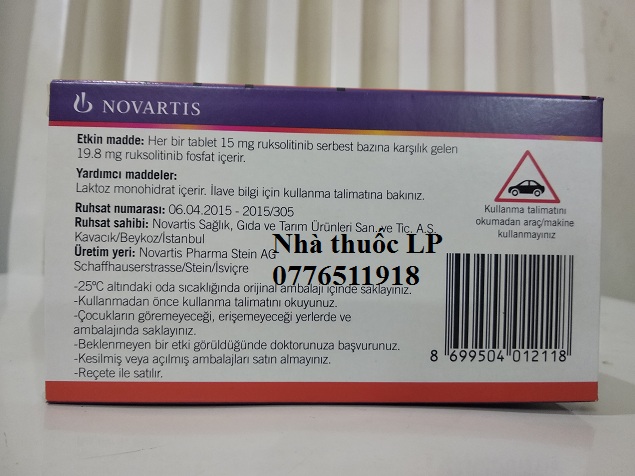 NOVARTIS
Etkin madde: Her bir tablet 15 mg ruksolitinib serbest bazına karşılık gelen
19.8 mg ruksolitinib fosfat içerir.
Yardımcı maddeler:
Laktoz monohidrat içerir. İlave bilgi için kullanma talimatına bakınız.
Ruhsat numarası: 06.04.2015 - 2015/305
Ruhsat sahibi: Novartis Sağlık, Gıda ve Tarım Ürünleri San. ve Tic. A.Ş.
Kavacık/Beykoz/İstanbul
Üretim yeri: Novartis Pharma Stein AG
Schaffhauserstrasse/Stein/İsviçre
Kullanma talimatını
okumadan araç/makine
kullanmayınız
Nhà thuốc LP
0776511918
-25°C altındaki oda sıcaklığında orijinal ambalajı içinde saklayınız.
-Kullanmadan önce kullanma talimatını okuyunuz.
-Çocukların göremeyeceği, erişemeyeceği yerlerde ve
ambalajında saklayınız.
-Beklenmeyen bir etki görüldüğünde doktorunuza başvurunuz.
-Kesilmiş veya açılmış ambalajları satın almayınız.
-Reçete ile satılır.
8 699504 012118